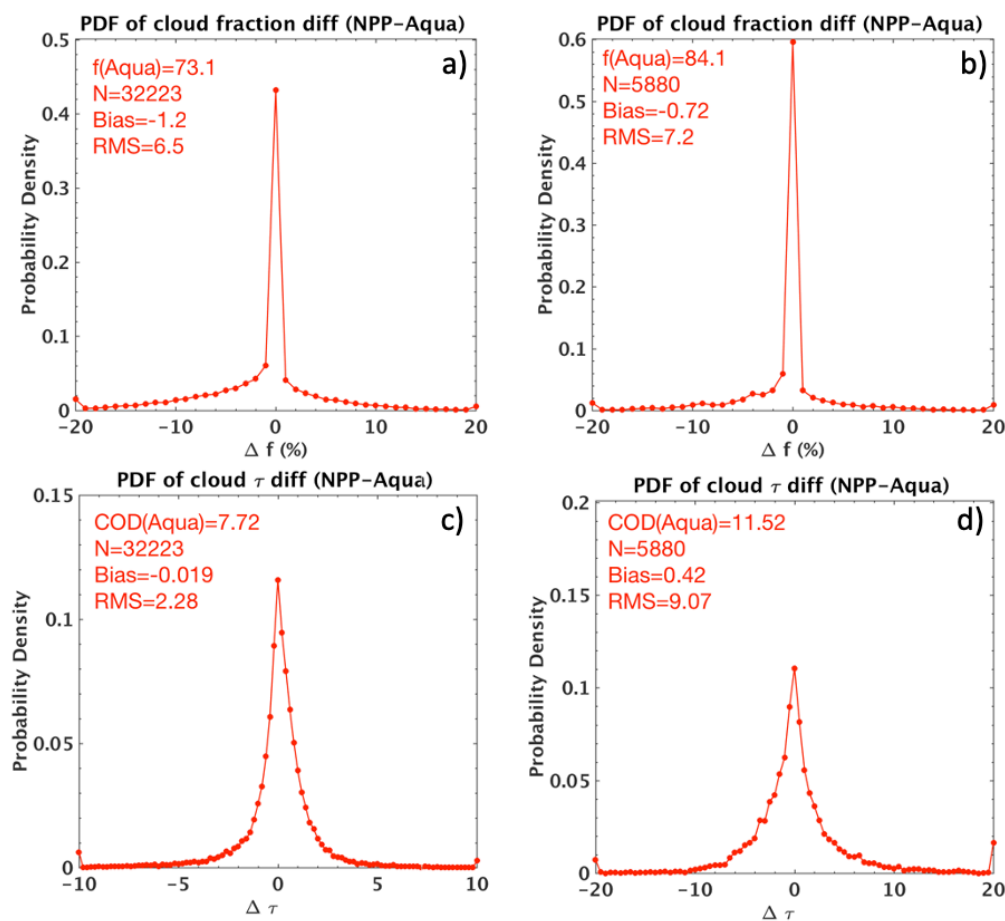 PDF of cloud fraction diff (NPP-Aqua)
a)
f(Aqua)=73.1
N=32223
Bias=-1.2
RMS=6.5
Probability Density
0.5
0.4
0.3
0.2
0.1
0
-20
-10
0
10
20
Δ f (%)
PDF of cloud fraction diff (NPP-Aqua)
b)
f(Aqua)=84.1
N=5880
Bias=-0.72
RMS=7.2
Probability Density
0.6
0.5
0.4
0.3
0.2
0.1
0
-20
-10
0
10
20
Δ f (%)
PDF of cloud τ diff (NPP-Aqua)
c)
COD(Aqua)=7.72
N=32223
Bias=-0.019
RMS=2.28
Probability Density
0.15
0.1
0.05
0
-10
-5
0
5
10
Δ τ
PDF of cloud τ diff (NPP-Aqua)
d)
COD(Aqua)=11.52
N=5880
Bias=0.42
RMS=9.07
Probability Density
0.2
0.15
0.1
0.05
0
-20
-10
0
10
20
Δ τ